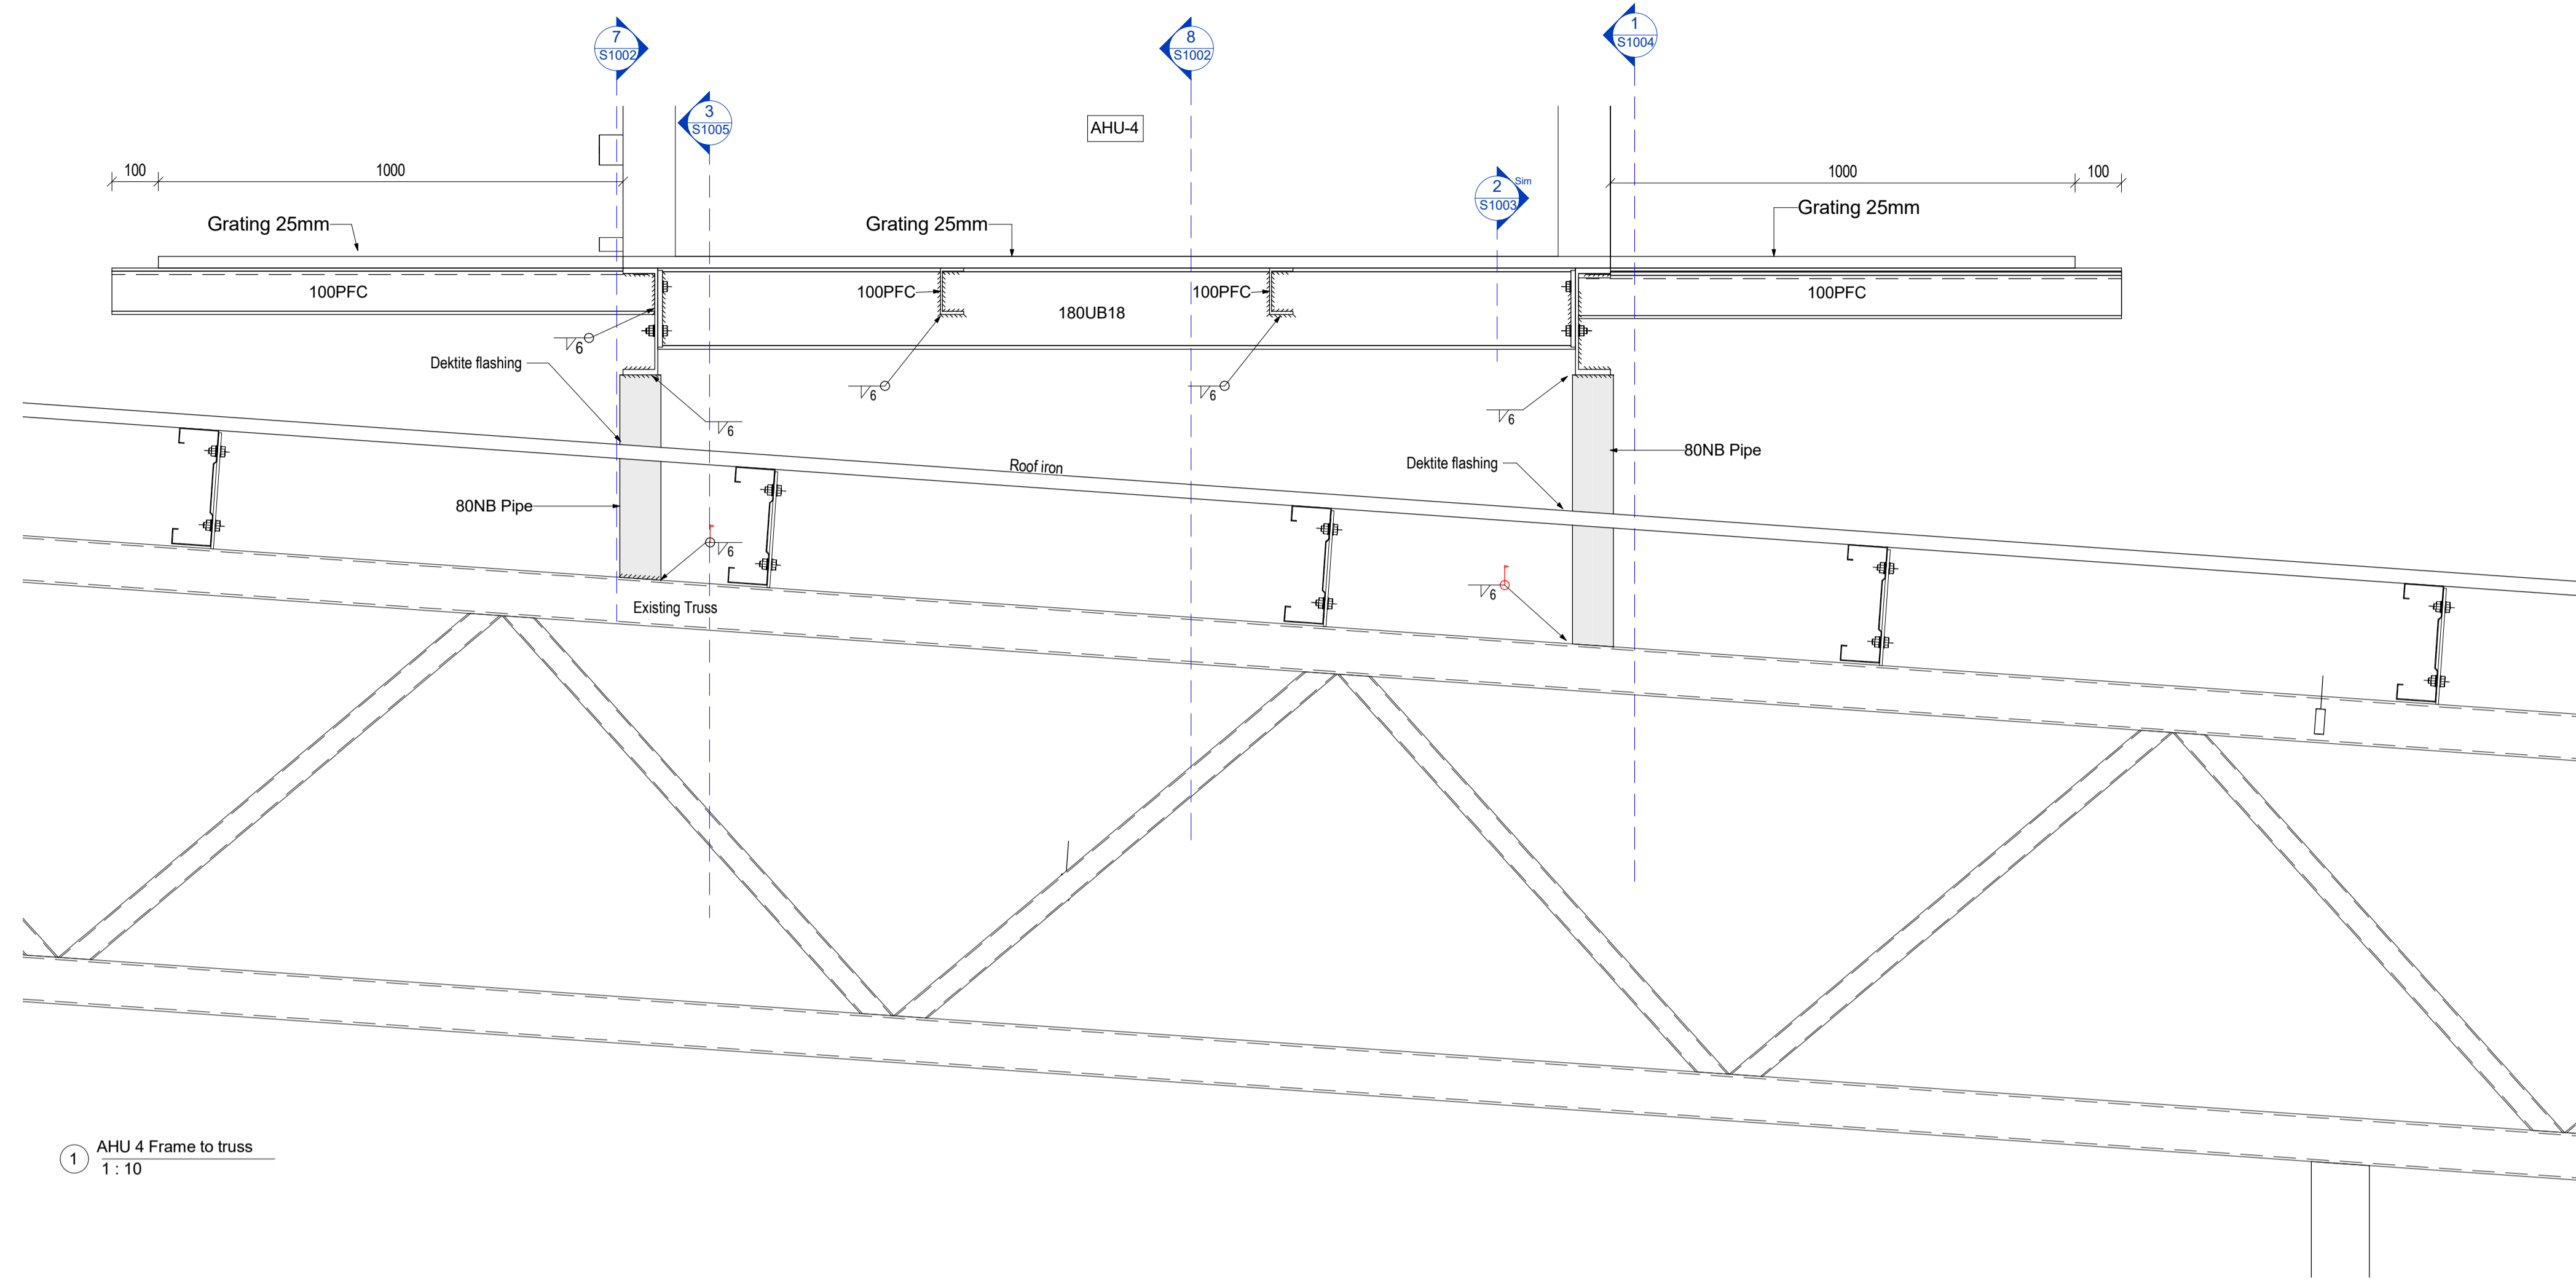 7
S1002
8
S1002
1
S1004
3
S1005
AHU-4
100
1000
2
Sim
S1003
1000
100
Grating 25mm
Grating 25mm
Grating 25mm
100PFC
100PFC
100PFC
100PFC
180UB18
6
Dektite flashing
6
6
6
6
80NB Pipe
Roof iron
Dektite flashing
80NB Pipe
6
6
Existing Truss
1
AHU 4 Frame to truss
1 : 10